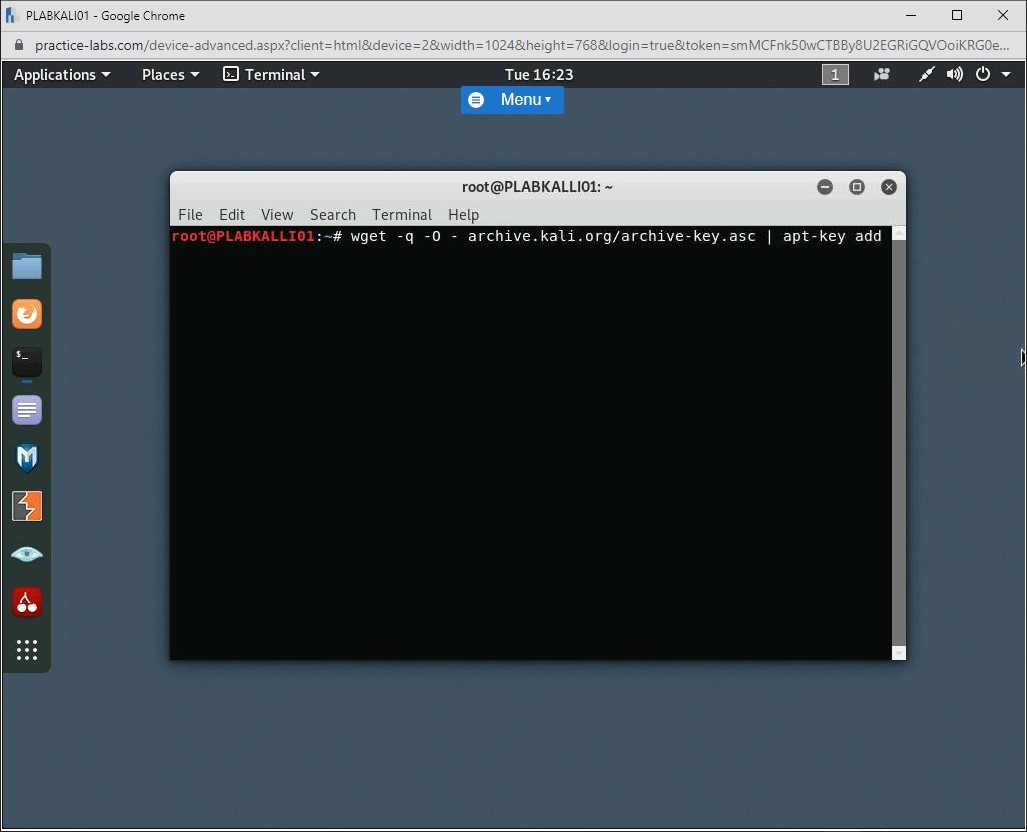 PLABKALI01 - Google Chrome
practice-labs.com/device-advanced.aspx?client=html&device=2&width=1024&height=768&login=true&token=smMCFnk50wCTBBy8U2EGRiGQVOoiKRG0e...
Applications Places Terminal Tue 16:23 1
Menu
root@PLABKALLI01: ~
File Edit View Search Terminal Help
root@PLABKALLI01:~# wget -q -O - archive.kali.org/archive-key.asc | apt-key add
$_